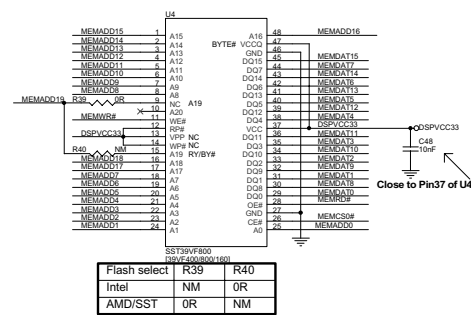 U4
MEMADD15 1 A15 A16 48 MEMADD16
MEMADD14 2 A14 BYTE# VCCQ 47 DSPVCC33
MEMADD13 3 A13 GND 46
MEMADD12 4 A12 DQ15 45 MEMDAT15
MEMADD11 5 A11 DQ7 44 MEMDAT7
MEMADD10 6 A10 DQ14 43 MEMDAT14
MEMADD9 7 A9 DQ6 42 MEMDAT6
MEMADD8 8 A8 DQ13 41 MEMDAT13
MEMADD19 R39 0R 9 NC A19 DQ5 40 MEMDAT5
10 A20 DQ12 39 MEMDAT12
MEMWR# 11 WE# DQ4 38 MEMDAT4
12 RP# VCC 37 DSPVCC33 DSPVCC33
DSPVCC33 13 VPP NC DQ11 36 MEMDAT11
14 WP# NC DQ3 35 MEMDAT3
R40 NM 15 A19 RY/BY# DQ10 34 MEMDAT10
MEMADD18 16 A18 DQ2 33 MEMDAT2
MEMADD17 17 A17 DQ9 32 MEMDAT9
MEMADD7 18 A7 DQ1 31 MEMDAT1
MEMADD6 19 A6 DQ8 30 MEMDAT8
MEMADD5 20 A5 DQ0 29 MEMDAT0
MEMADD4 21 A4 OE# 28 MEMRD#
MEMADD3 22 A3 GND 27
MEMADD2 23 A2 CE# 26 MEMCS0#
MEMADD1 24 A1 A0 25 MEMADD0
C48
10nF
Close to Pin37 of U4
SST39VF800
[39VF400/800/160]
Flash select R39 R40
Intel NM 0R
AMD/SST 0R NM